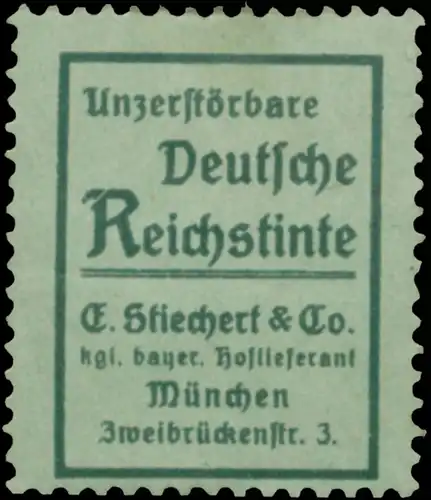 Unzerſtörbare
Deutſche
Reichstinte
E. Stiechert & Co.
kgl. bayer. Hoflieferant
München
Zweibrückenſtr. 3.